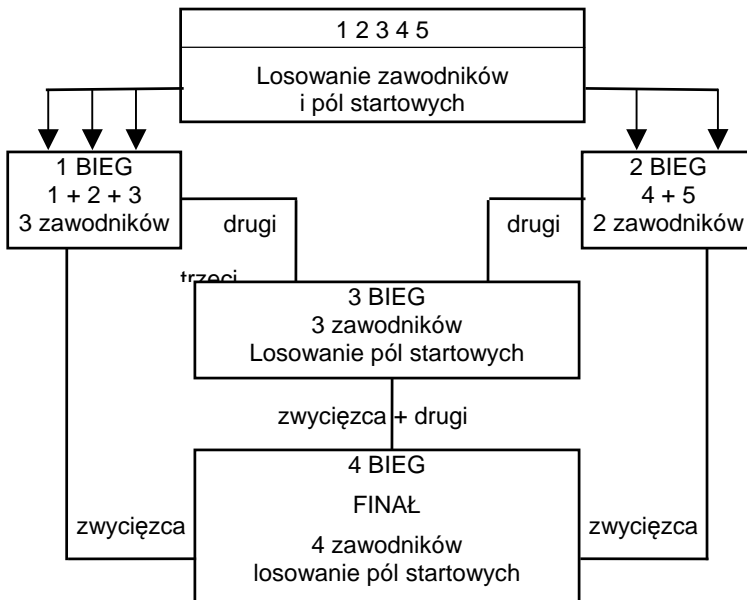 1 2 3 4 5
Losowanie zawodników
i pól startowych
1 BIEG
1 + 2 + 3
3 zawodników
2 BIEG
4 + 5
2 zawodników
drugi
drugi
trzeci
3 BIEG
3 zawodników
Losowanie pól startowych
zwycięzca + drugi
4 BIEG
FINAŁ
zwycięzca
zwycięzca
4 zawodników
losowanie pól startowych